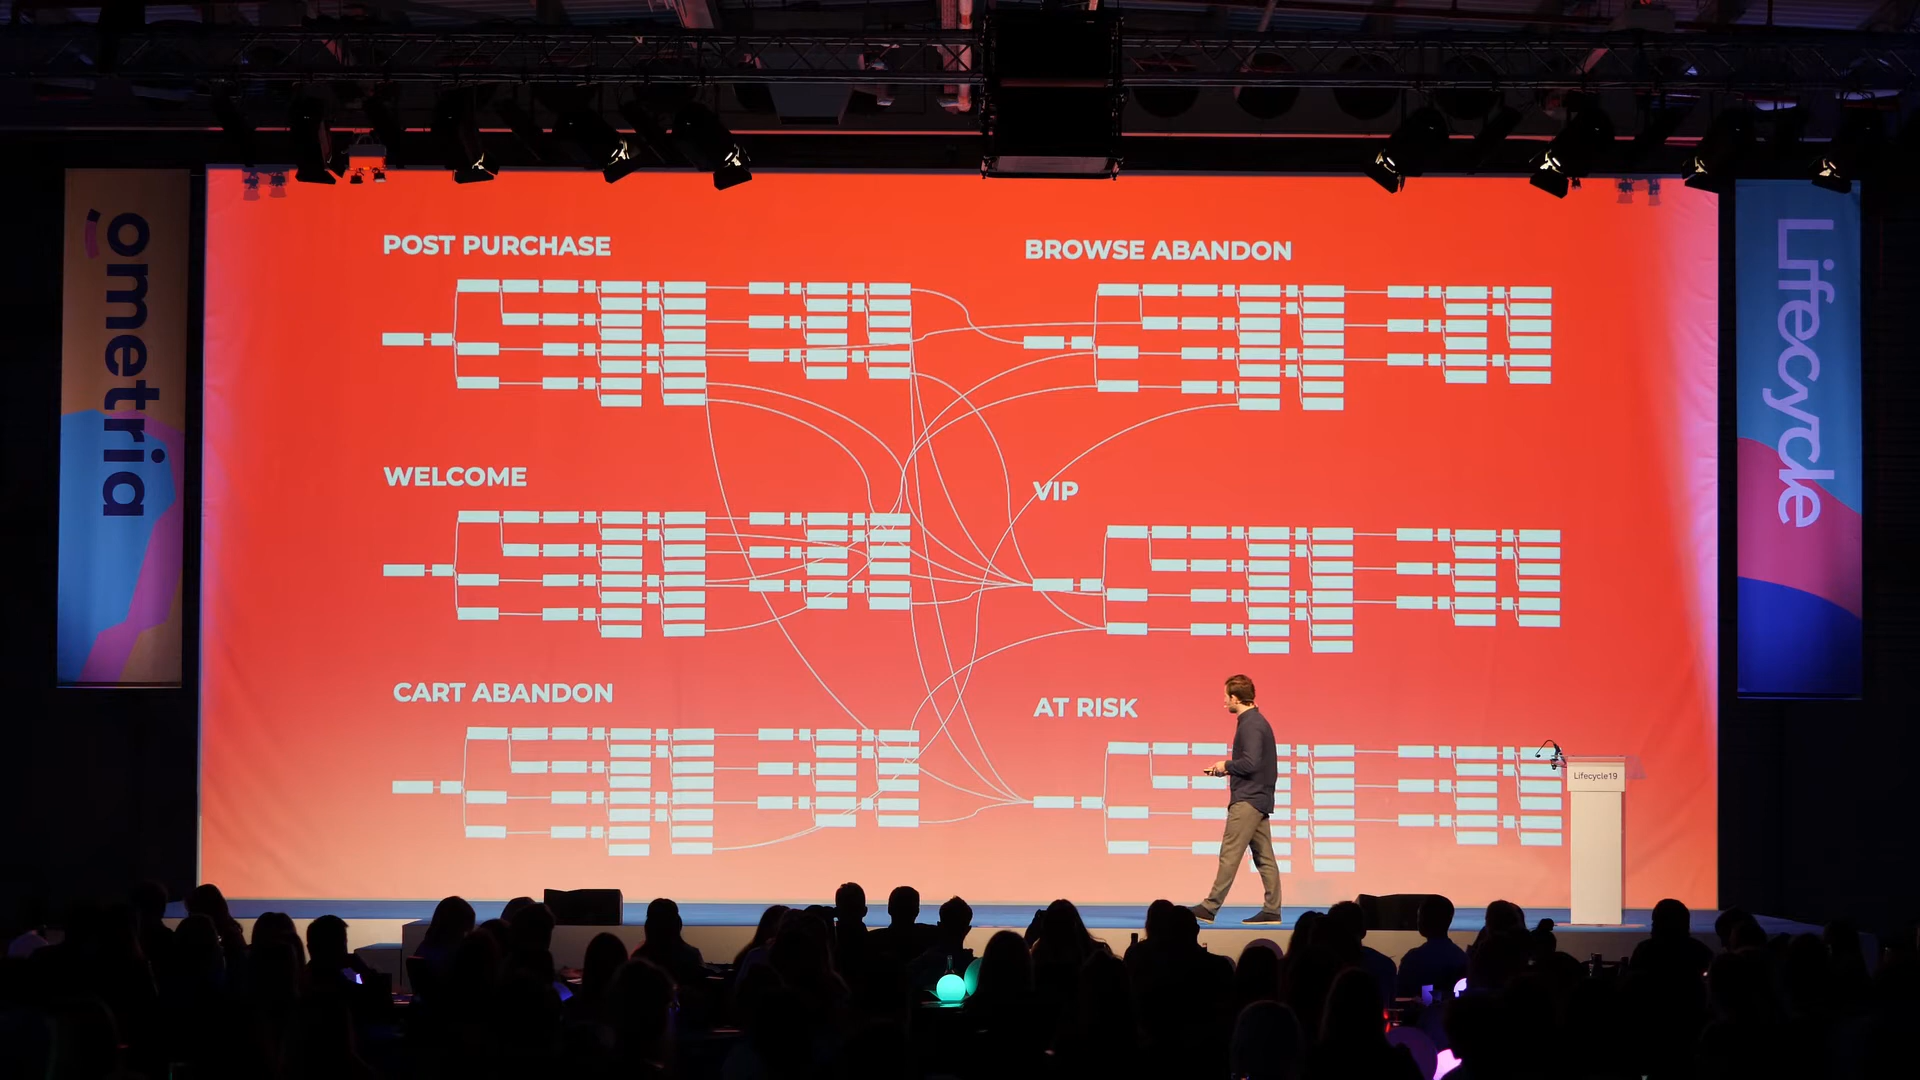 ometria
POST PURCHASE
BROWSE ABANDON
Lifecycle
WELCOME
VIP
CART ABANDON
AT RISK
Lifecycle19